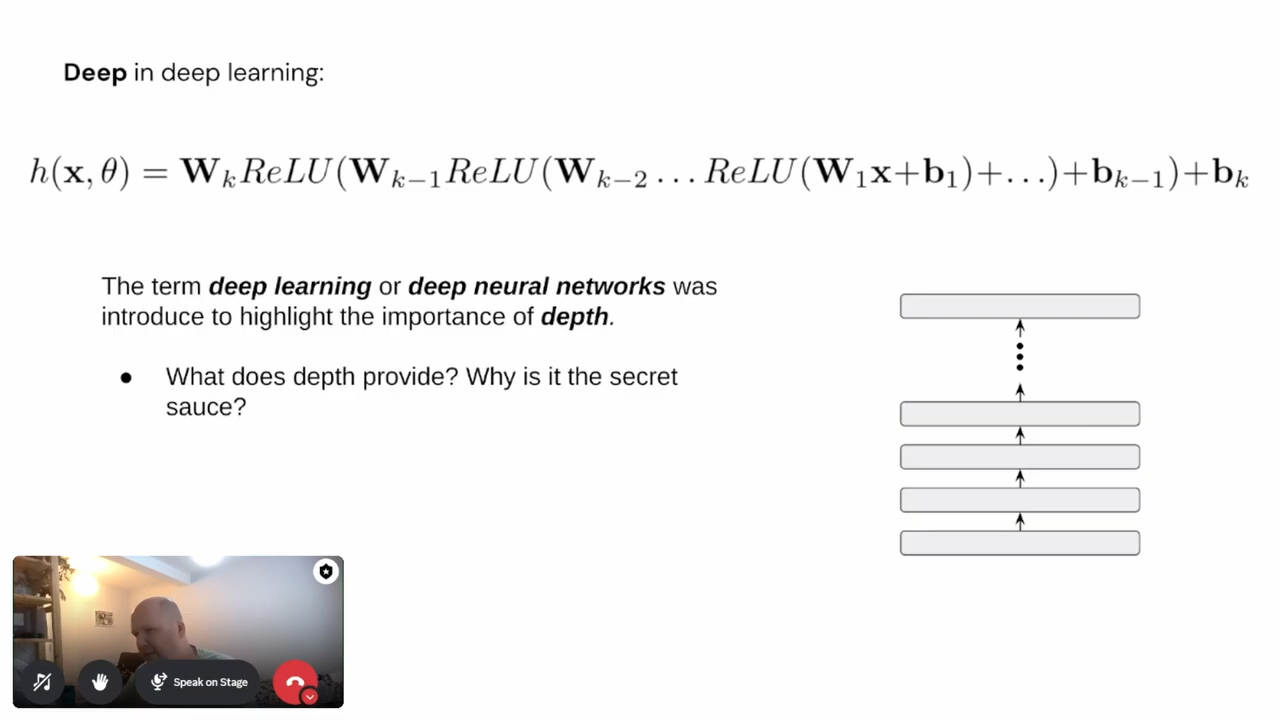 Deep in deep learning:
h(x, θ) = W_k ReLU(W_{k−1} ReLU(W_{k−2} ... ReLU(W_1x+b_1)+...)+b_{k−1})+b_k
The term deep learning or deep neural networks was
introduce to highlight the importance of depth.
● What does depth provide? Why is it the secret
sauce?
Speak on Stage